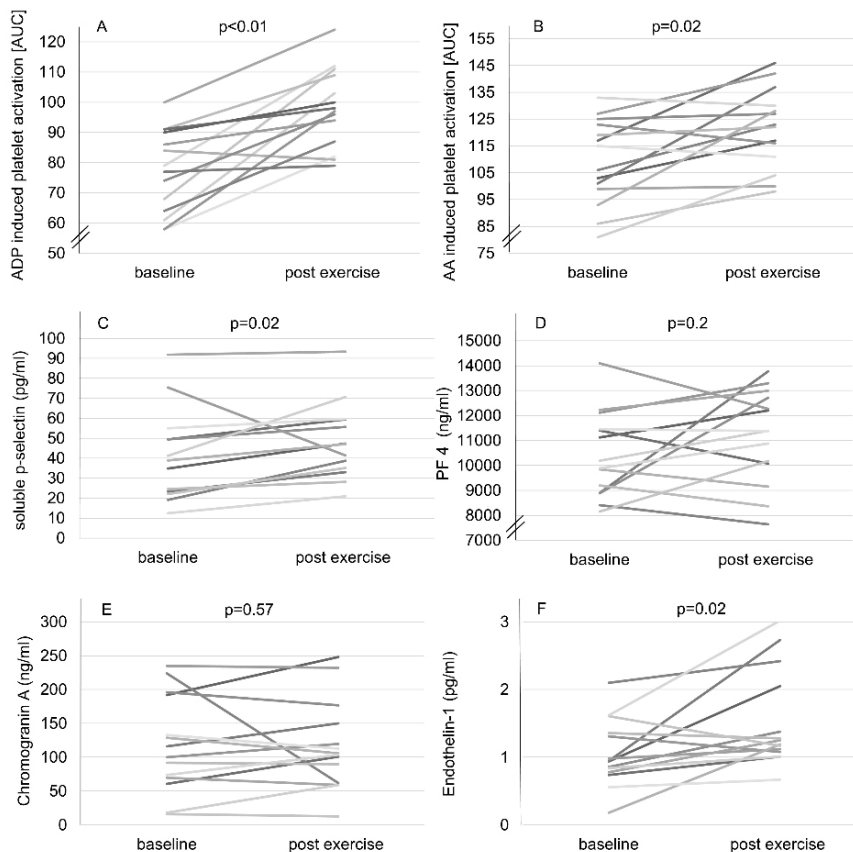 A
p<0.01
ADP induced platelet activation [AUC]
120
110
100
90
80
70
60
50
baseline
post exercise
B
p=0.02
AA induced platelet activation [AUC]
155
145
135
125
115
105
95
85
75
baseline
post exercise
C
p=0.02
soluble p-selectin (pg/ml)
100
90
80
70
60
50
40
30
20
10
0
baseline
post exercise
D
p=0.2
PF 4 (ng/ml)
15000
14000
13000
12000
11000
10000
9000
8000
7000
baseline
post exercise
E
p=0.57
Chromogranin A (ng/ml)
300
250
200
150
100
50
0
baseline
post exercise
F
p=0.02
Endothelin-1 (pg/ml)
3
2
1
0
baseline
post exercise